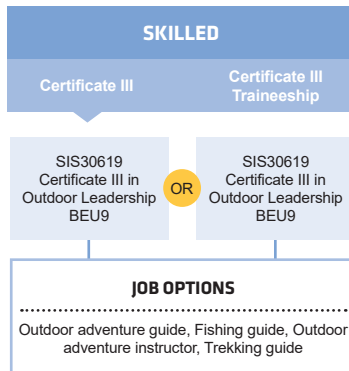 SKILLED
Certificate III
Certificate III
Traineeship
SIS30619
Certificate III in
Outdoor Leadership
BEU9
OR
SIS30619
Certificate III in
Outdoor Leadership
BEU9
JOB OPTIONS
Outdoor adventure guide, Fishing guide, Outdoor
adventure instructor, Trekking guide